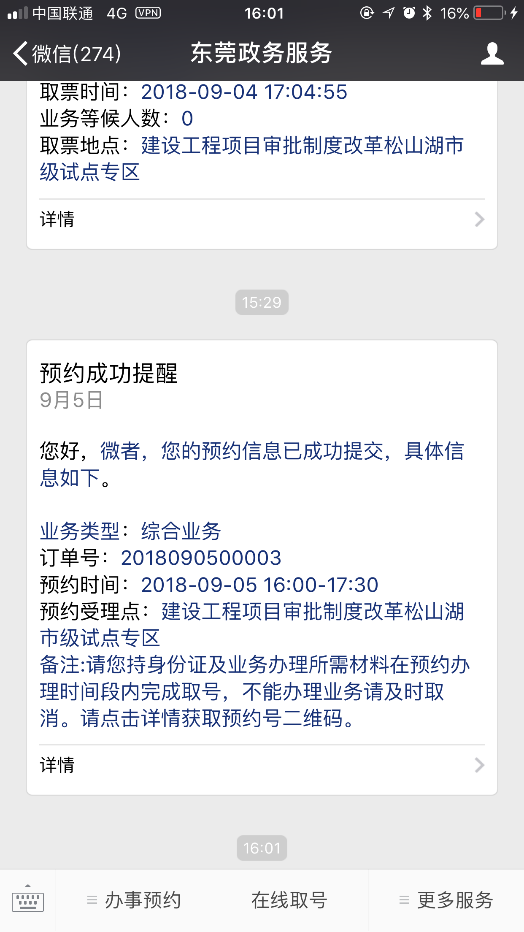 中国联通 4G VPN 16:01 16%
微信(274) 东莞政务服务
取票时间：2018-09-04 17:04:55
业务等候人数：0
取票地点：建设工程项目审批制度改革松山湖市
级试点专区
详情
15:29
预约成功提醒
9月5日
您好，微者，您的预约信息已成功提交，具体信
息如下。
业务类型：综合业务
订单号：2018090500003
预约时间：2018-09-05 16:00-17:30
预约受理点：建设工程项目审批制度改革松山湖
市级试点专区
备注:请您持身份证及业务办理所需材料在预约办
理时间段内完成取号，不能办理业务请及时取
消。请点击详情获取预约号二维码。
详情
16:01
办事预约 在线取号 更多服务